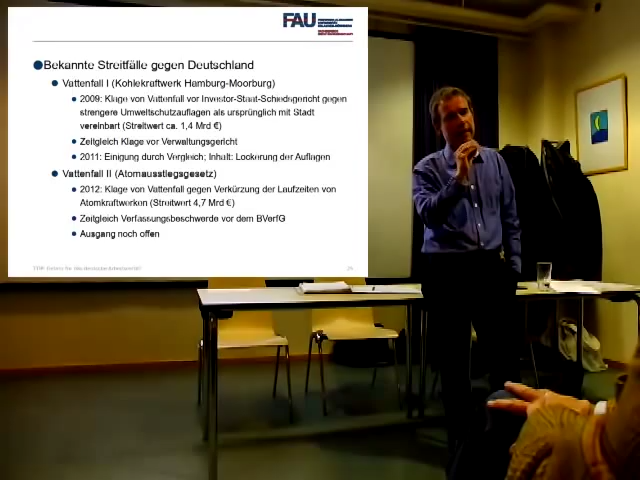 FAU
Bekannte Streitfälle gegen Deutschland
Vattenfall I (Kohlekraftwerk Hamburg-Moorburg)
2009: Klage von Vattenfall vor Investor-Staat-Schiedsgericht gegen
strengere Umweltschutzauflagen als ursprünglich mit Stadt
vereinbart (Streitwert ca. 1,4 Mrd €)
Zeitgleich Klage vor Verwaltungsgericht
2011: Einigung durch Vergleich; Inhalt: Lockerung der Auflagen
Vattenfall II (Atomausstiegsgesetz)
2012: Klage von Vattenfall gegen Verkürzung der Laufzeiten von
Atomkraftwerken (Streitwert 4,7 Mrd €)
Zeitgleich Verfassungsbeschwerde vor dem BVerfG
Ausgang noch offen